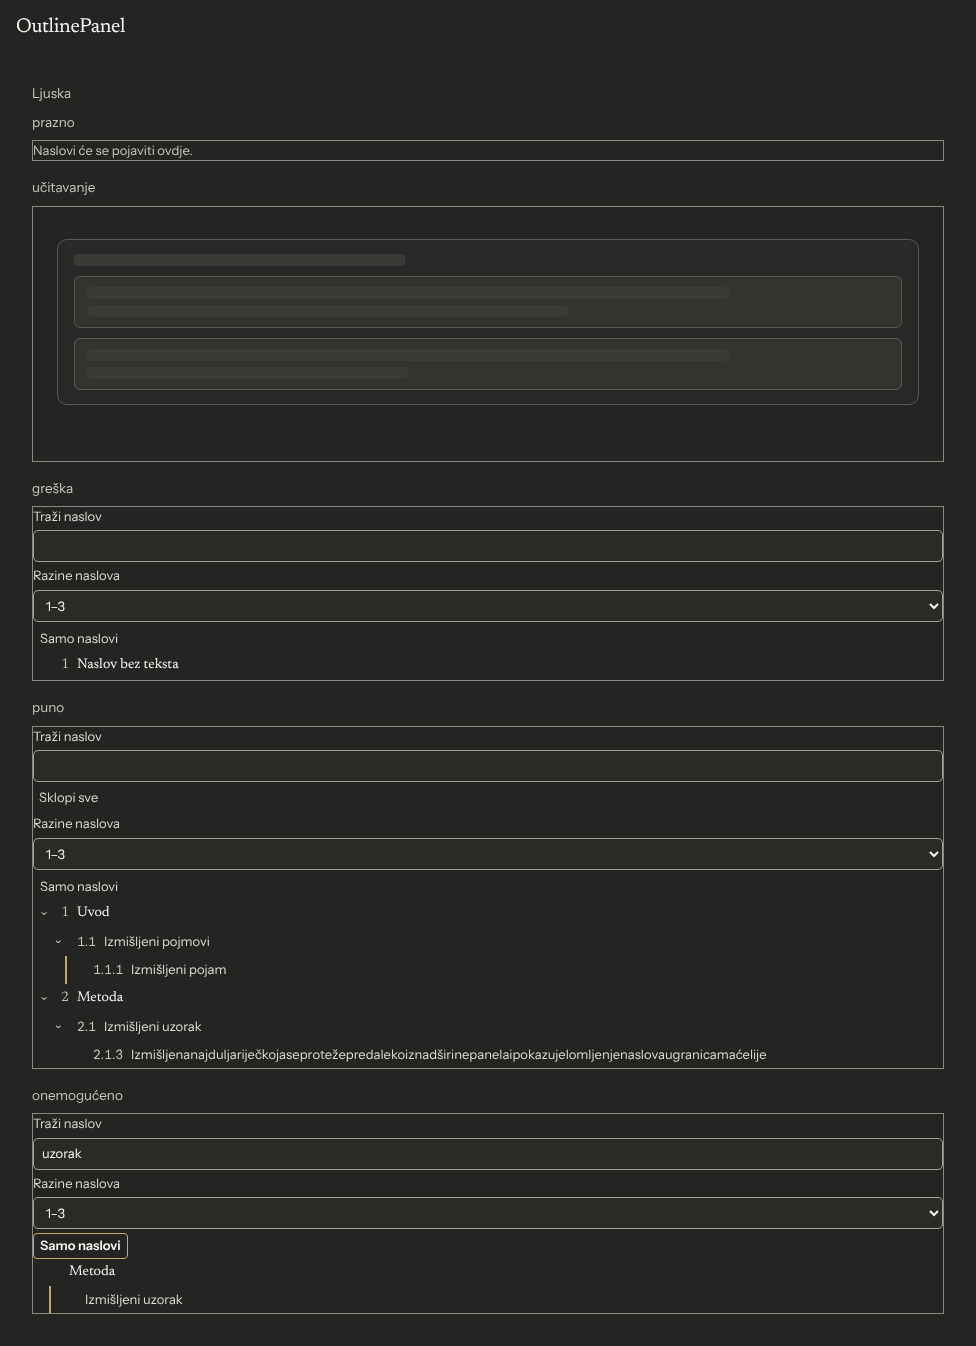 OutlinePanel
Ljuska
prazno
Naslovi će se pojaviti ovdje.
učitavanje
greška
Traži naslov
Razine naslova
1–3
Samo naslovi
1 Naslov bez teksta
puno
Traži naslov
Sklopi sve
Razine naslova
1–3
Samo naslovi
1 Uvod
1.1 Izmišljeni pojmovi
1.1.1 Izmišljeni pojam
2 Metoda
2.1 Izmišljeni uzorak
2.1.3 Izmišljenanajduljariječkojaseprotežepredalekoiznadširinepanelaipokazujelomljenjenaslovaugranicamaćelije
onemogućeno
Traži naslov
uzorak
Razine naslova
1–3
Samo naslovi
Metoda
Izmišljeni uzorak